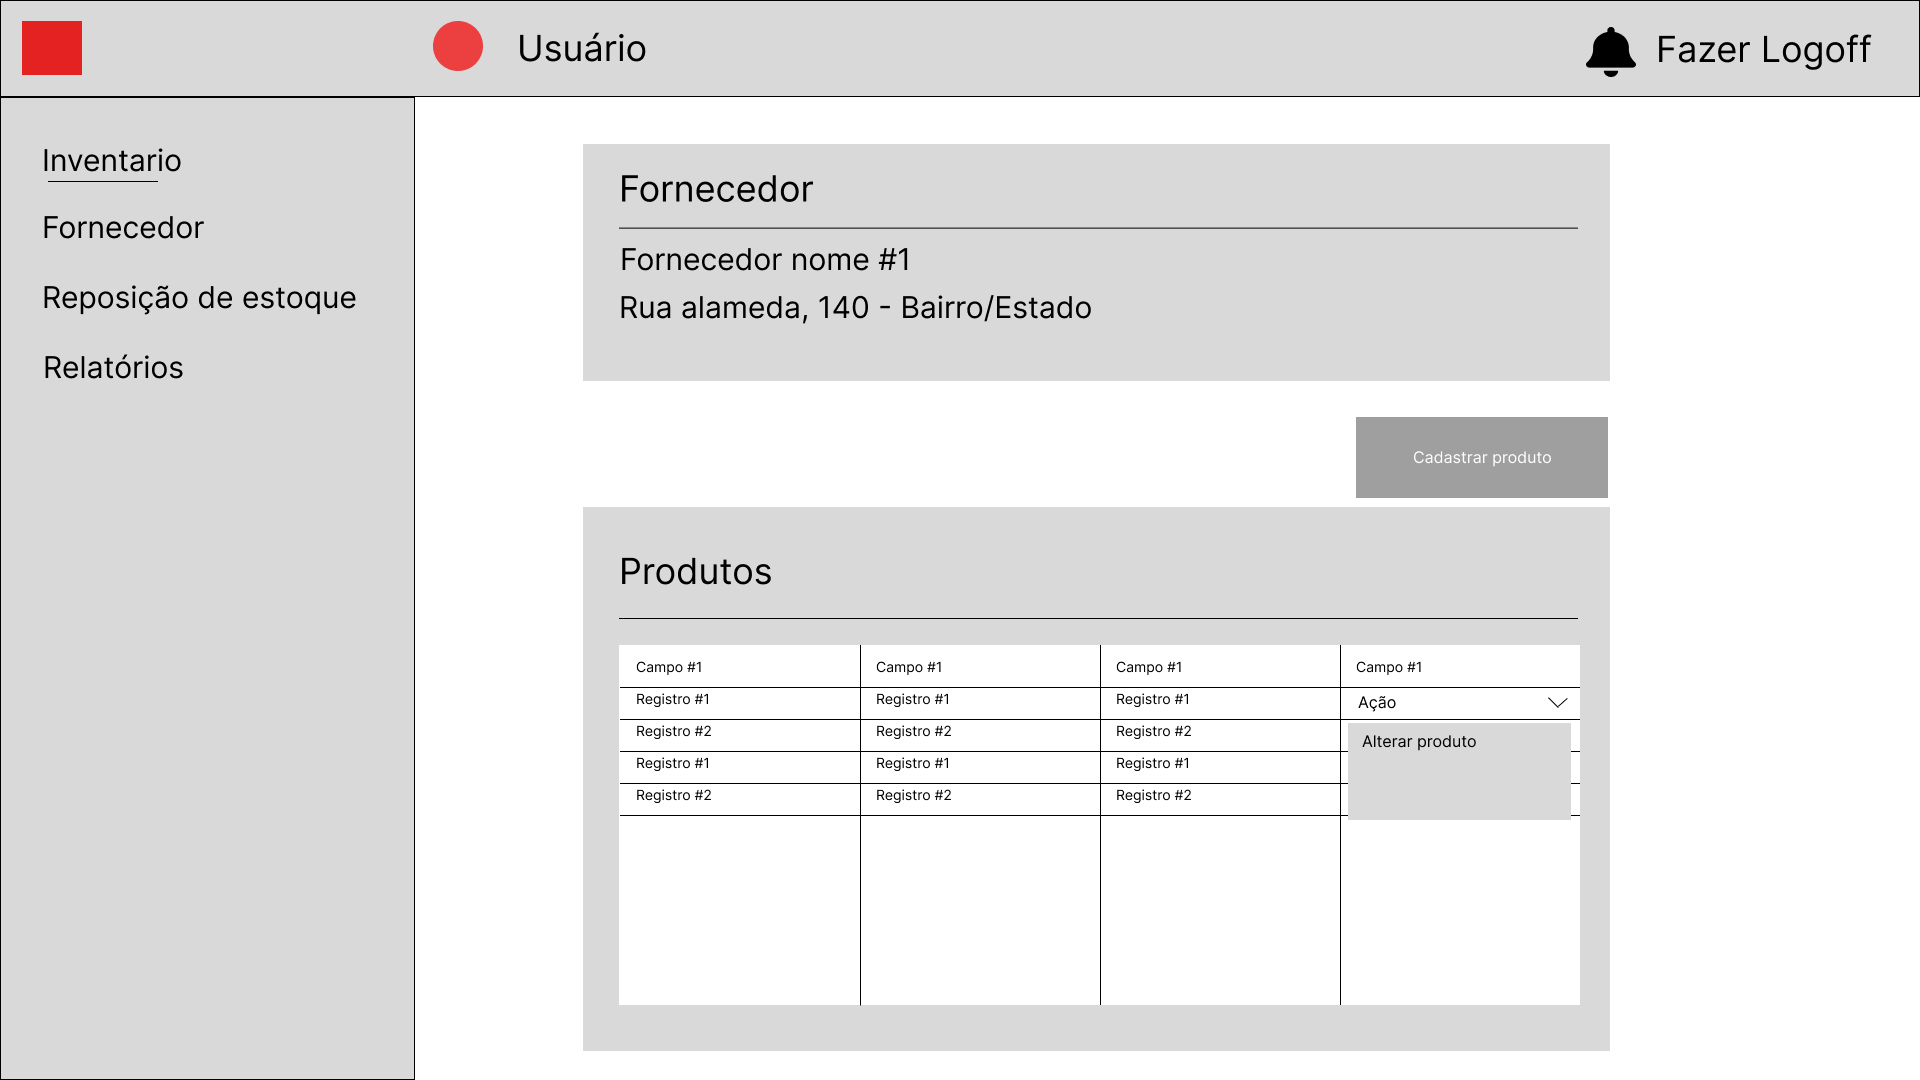 Usuário
Fazer Logoff
Inventario
Fornecedor
Reposição de estoque
Relatórios
Fornecedor
Fornecedor nome #1
Rua alameda, 140 - Bairro/Estado
Cadastrar produto
Produtos
Campo #1 Campo #1 Campo #1 Campo #1
Registro #1 Registro #1 Registro #1 Ação
Registro #2 Registro #2 Registro #2 Alterar produto
Registro #1 Registro #1 Registro #1
Registro #2 Registro #2 Registro #2